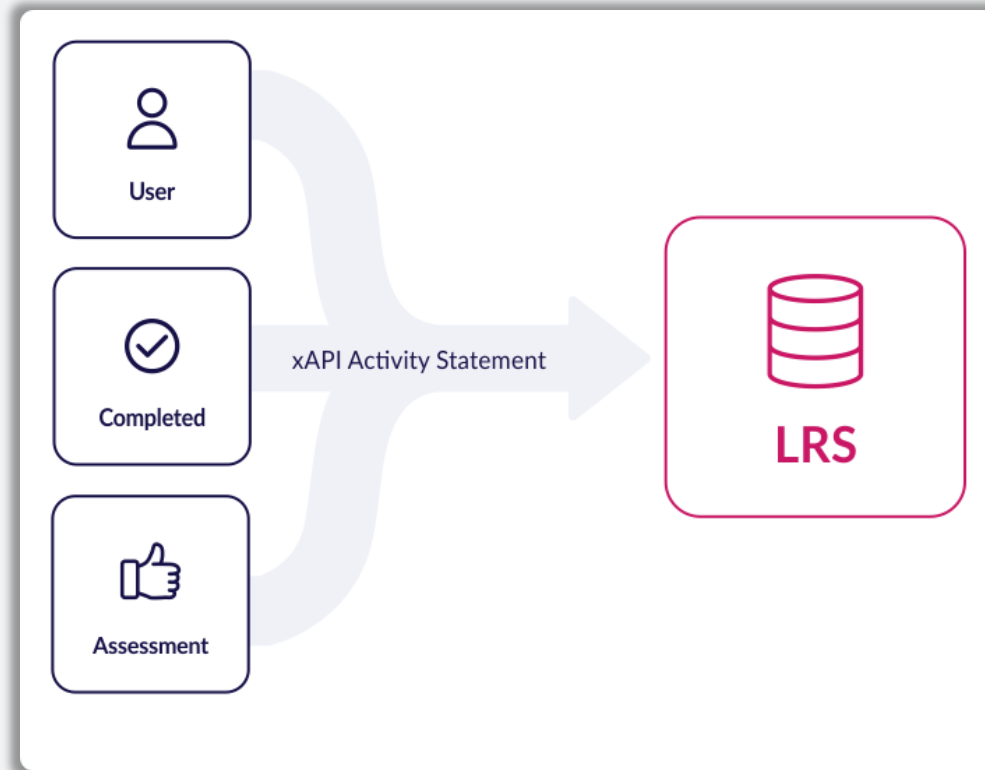 User
Completed
Assessment
xAPI Activity Statement
LRS